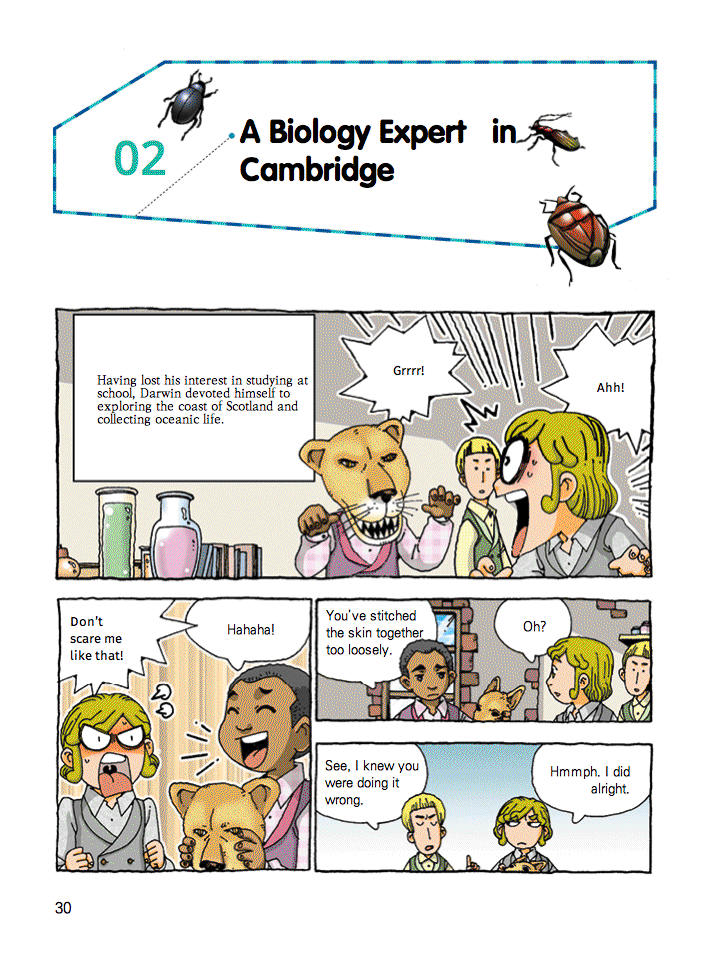 02
A Biology Expert in
Cambridge
Having lost his interest in studying at
school, Darwin devoted himself to
exploring the coast of Scotland and
collecting oceanic life.
Grrrr!
Ahh!
Don't
scare me
like that!
Hahaha!
You've stitched
the skin together
too loosely.
Oh?
See, I knew you
were doing it
wrong.
Hmmph. I did
alright.
30